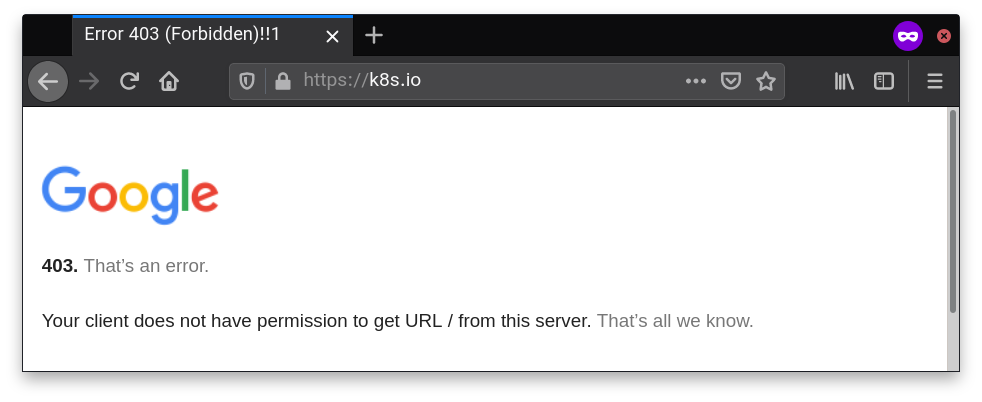 Error 403 (Forbidden)!!1
https://k8s.io
Google
403. That’s an error.
Your client does not have permission to get URL / from this server. That’s all we know.